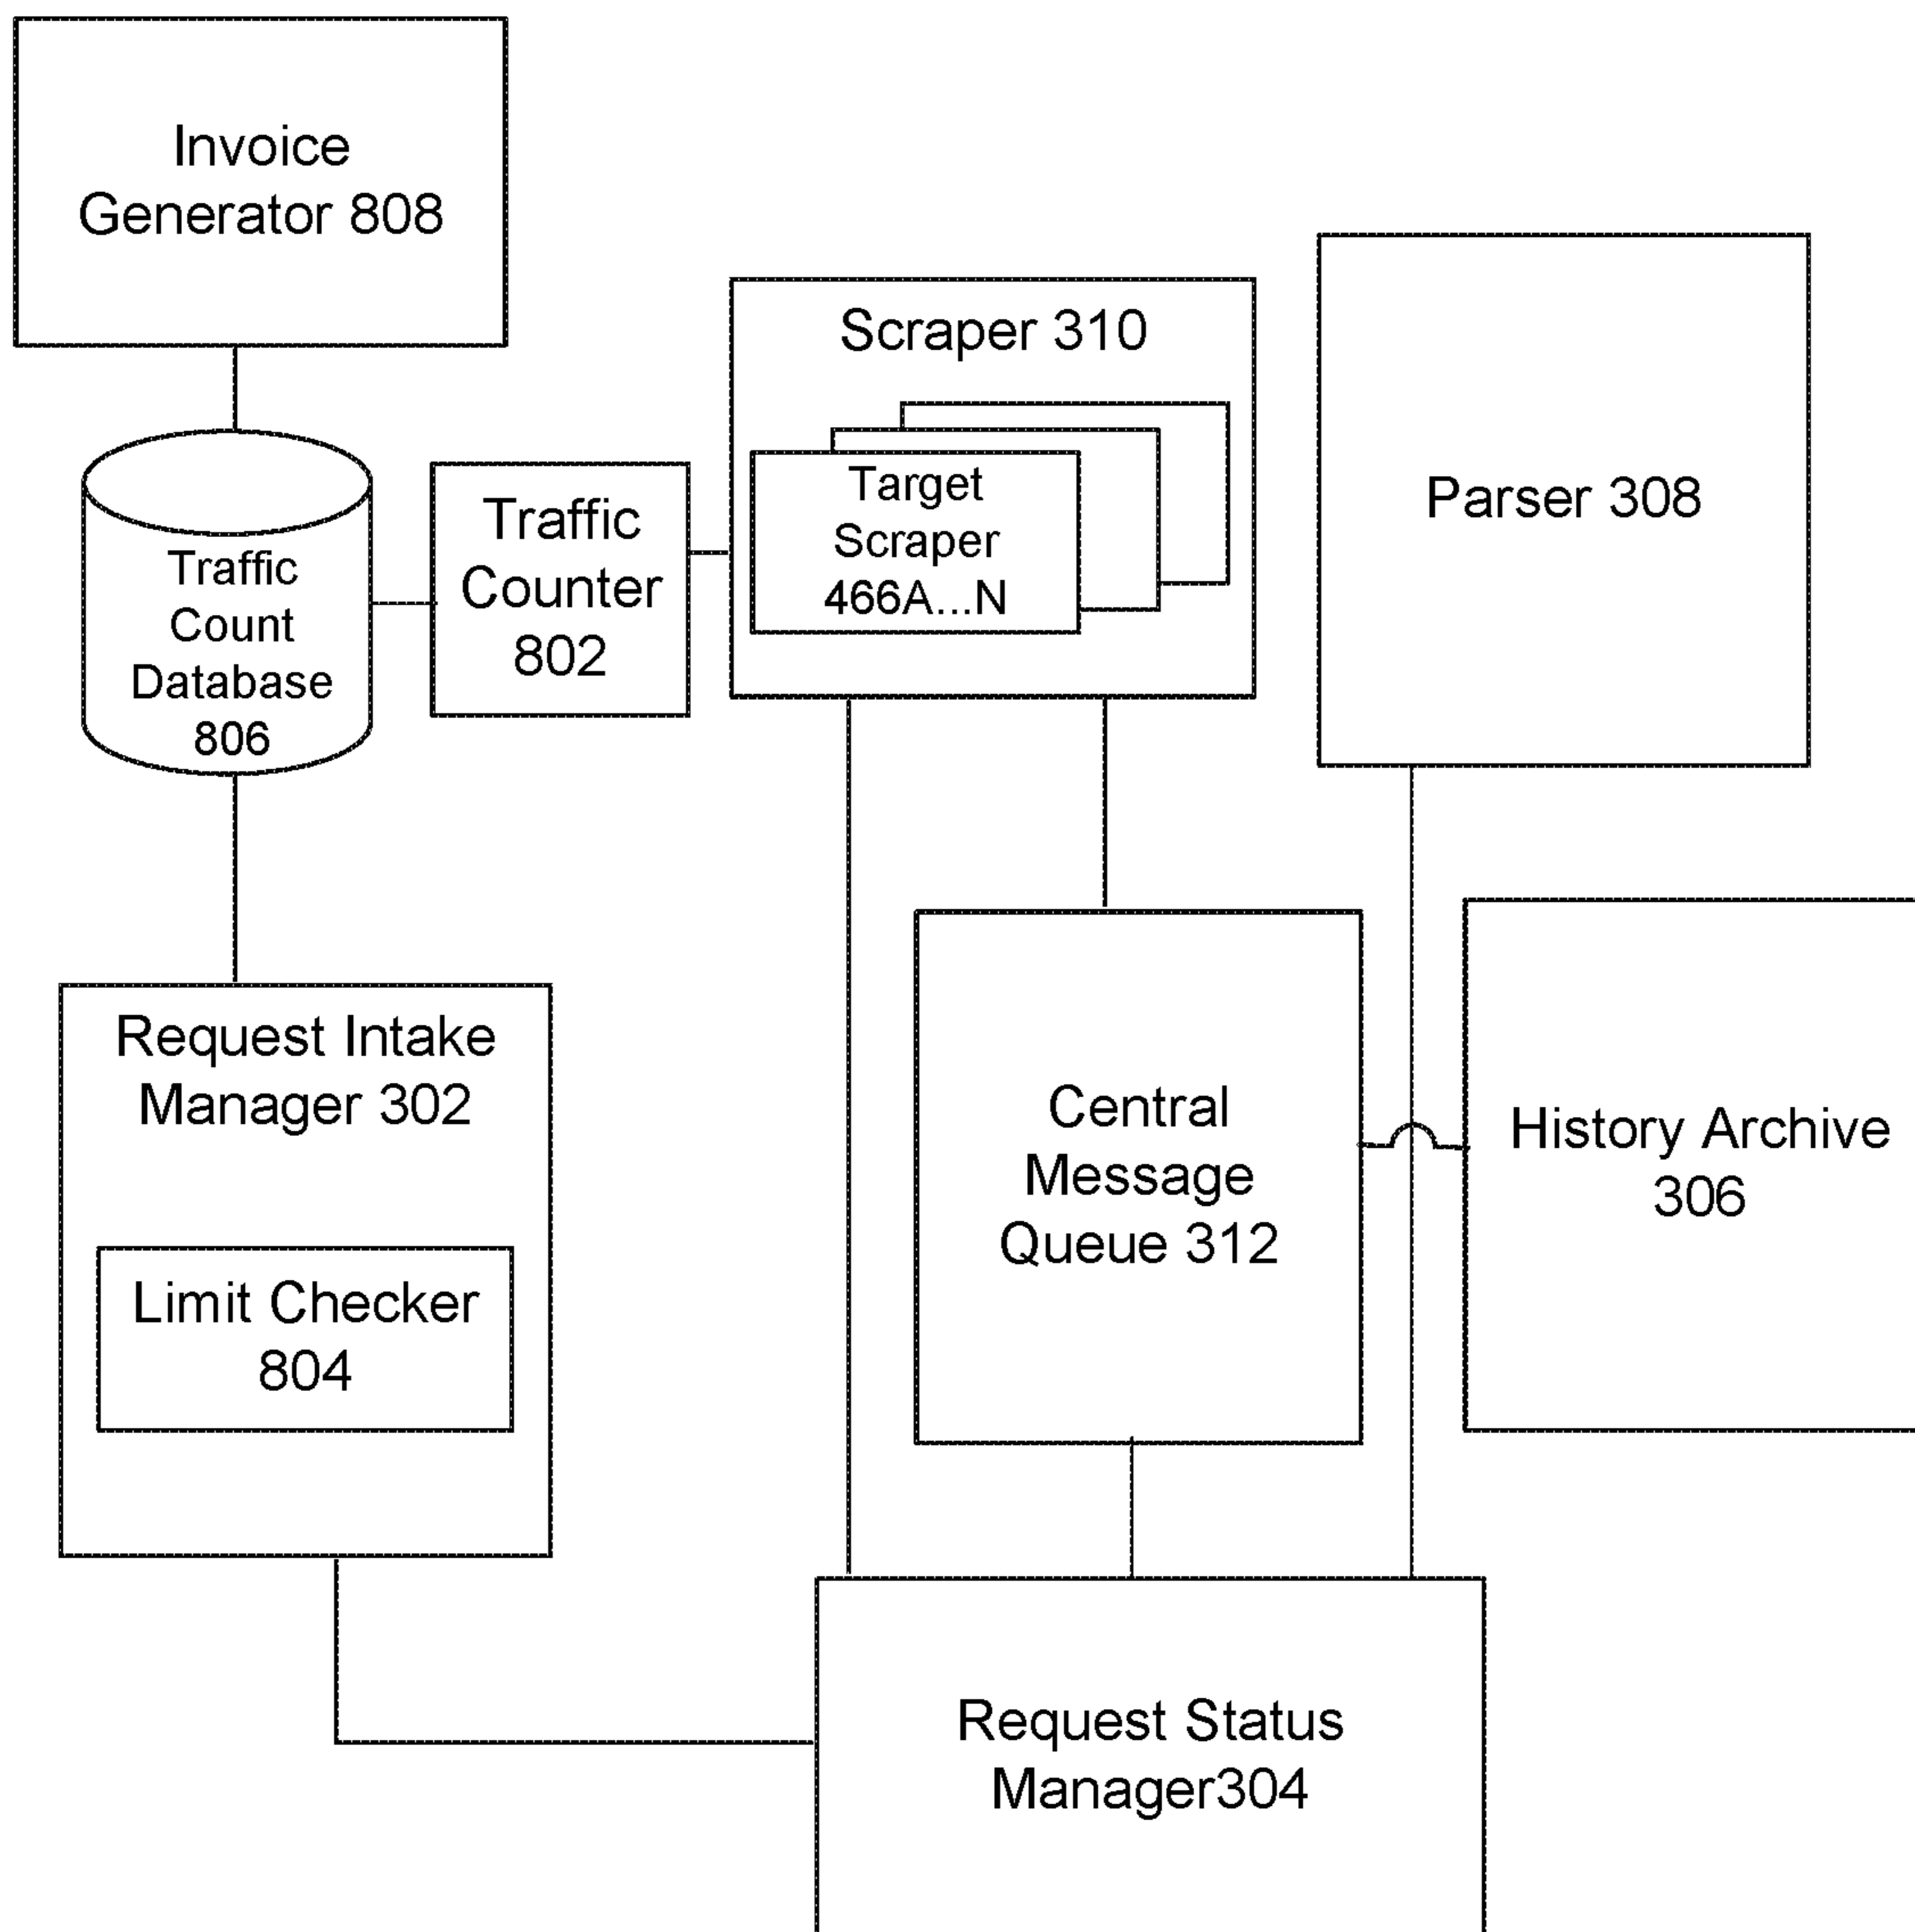 Invoice
Generator 808
Scraper 310
Target
Scraper
466A...N
Parser 308
Traffic
Counter
802
Traffic
Count
Database
806
Request Intake
Manager 302
Limit Checker
804
Central
Message
Queue 312
History Archive
306
Request Status
Manager304